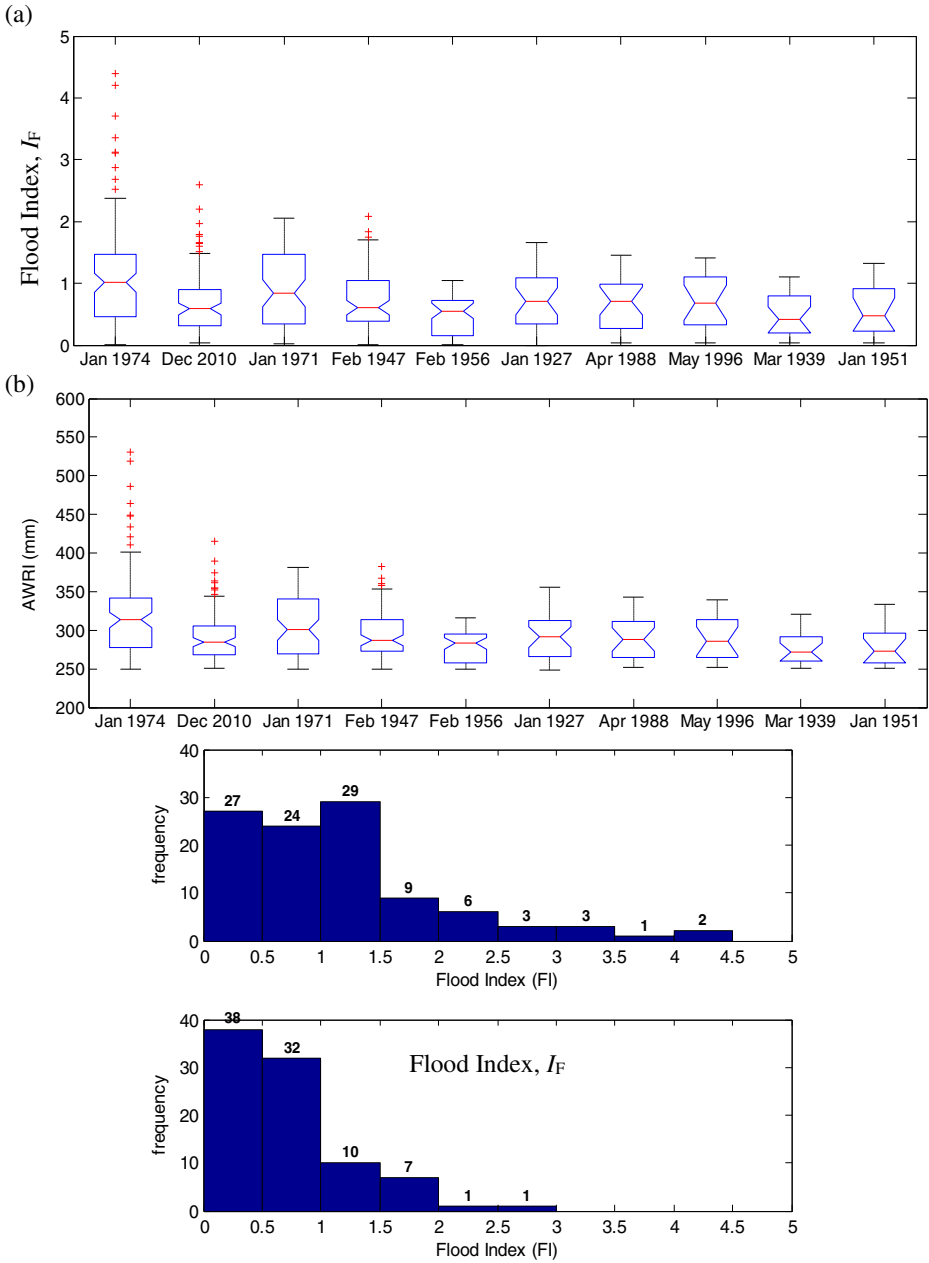 (a)
5
4
3
2
1
0
Flood Index, IF
Jan 1974 Dec 2010 Jan 1971 Feb 1947 Feb 1956 Jan 1927 Apr 1988 May 1996 Mar 1939 Jan 1951
(b)
600
550
500
450
400
350
300
250
200
AWRI (mm)
Jan 1974 Dec 2010 Jan 1971 Feb 1947 Feb 1956 Jan 1927 Apr 1988 May 1996 Mar 1939 Jan 1951
40
30
20
10
0
frequency
27 24 29 9 6 3 3 1 2
0 0.5 1 1.5 2 2.5 3 3.5 4 4.5 5
Flood Index (FI)
40
30
20
10
0
frequency
38 32 10 7 1 1
Flood Index, IF
0 0.5 1 1.5 2 2.5 3 3.5 4 4.5 5
Flood Index (FI)